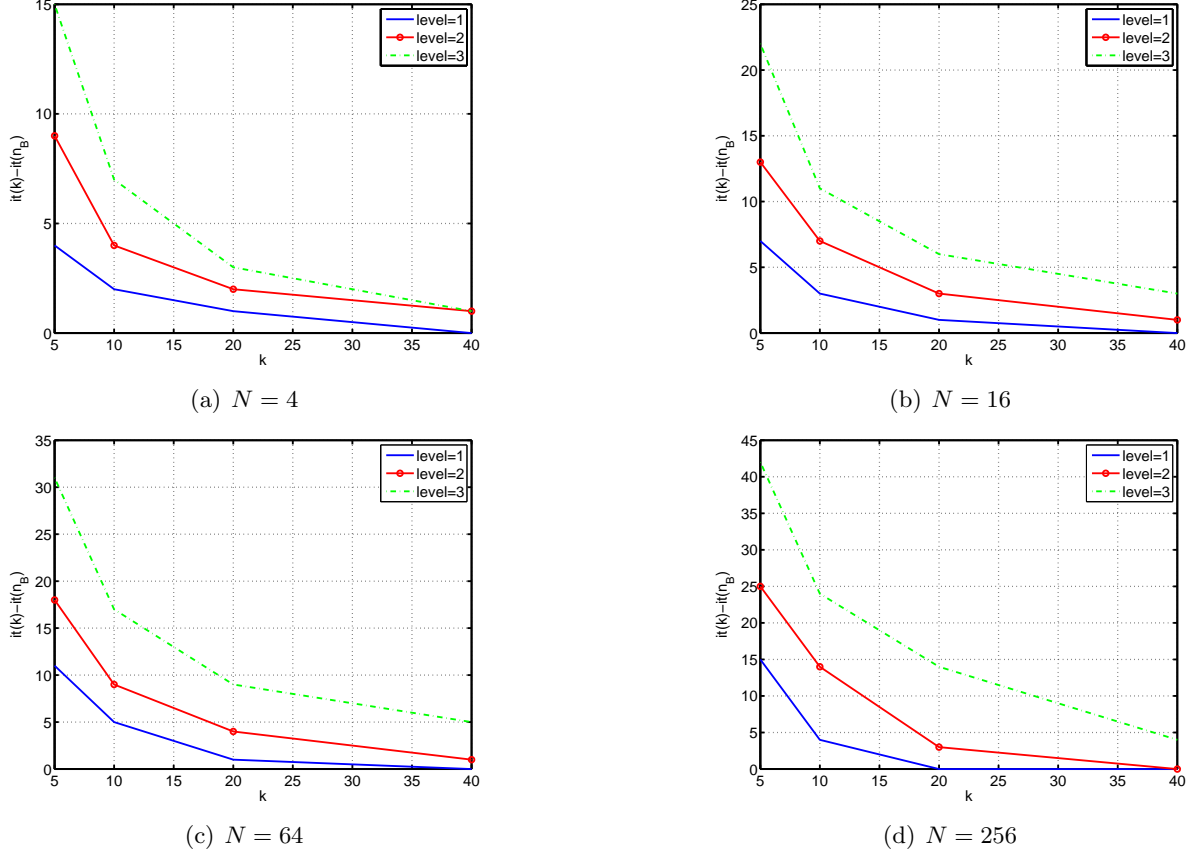 15
10
5
0
5 10 15 20 25 30 35 40
k
it(k)−it(n_B)
level=1
level=2
level=3
(a) N = 4
25
20
15
10
5
0
5 10 15 20 25 30 35 40
k
it(k)−it(n_B)
level=1
level=2
level=3
(b) N = 16
35
30
25
20
15
10
5
0
5 10 15 20 25 30 35 40
k
it(k)−it(n_B)
level=1
level=2
level=3
(c) N = 64
45
40
35
30
25
20
15
10
5
0
5 10 15 20 25 30 35 40
k
it(k)−it(n_B)
level=1
level=2
level=3
(d) N = 256